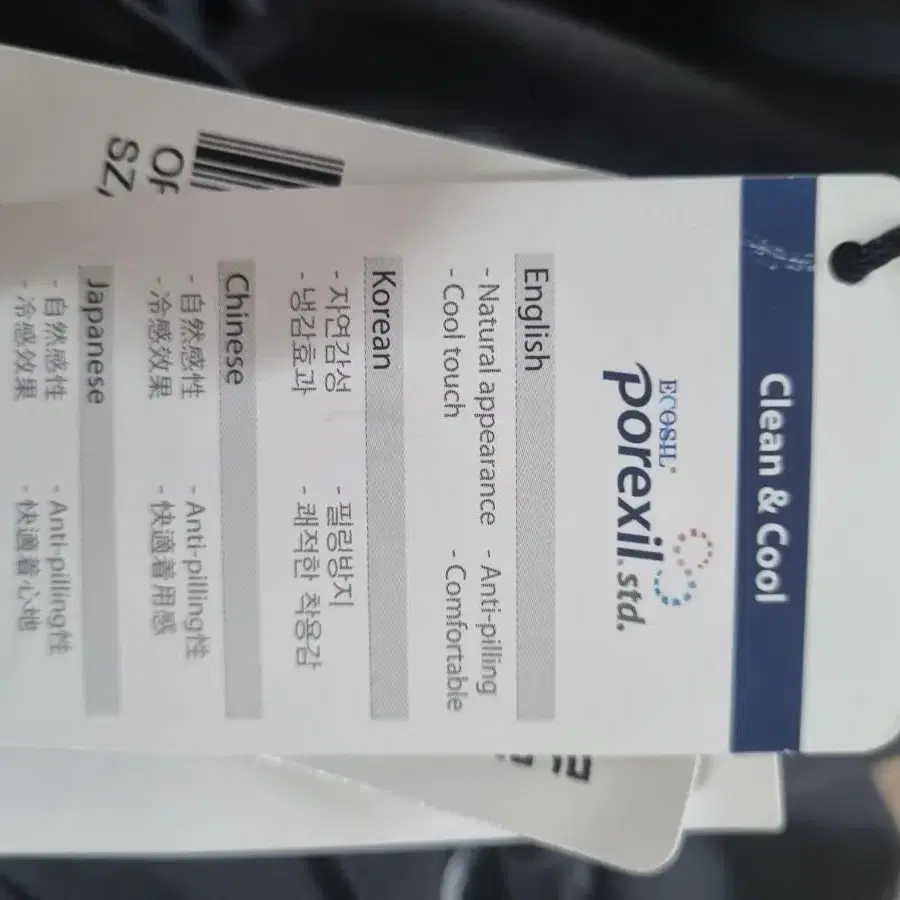 Clean & Cool
ECOSIL®
Porexil.std.
English
- Natural appearance - Anti-pilling
- Cool touch - Comfortable
Korean
- 자연감성 - 필링방지
- 냉감효과 - 쾌적한 착용감
Chinese
- 自然感性 - Anti-pilling性
- 冷感效果 - 快適着用感
Japanese
- 自然感性 - Anti-pilling性
- 冷感効果 - 快適着心地
Of
SZ,